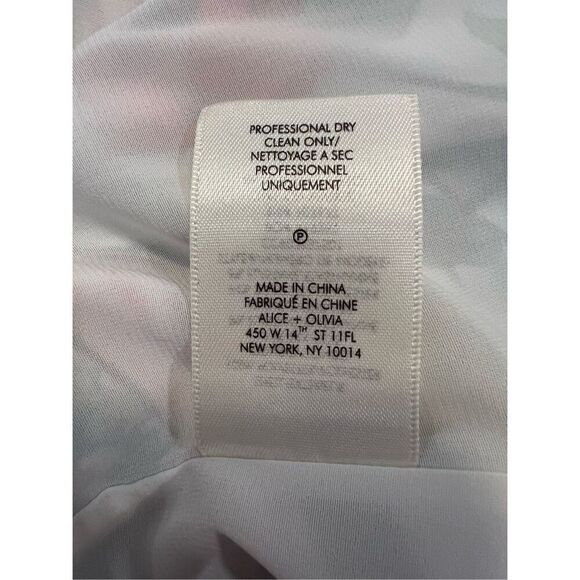 PROFESSIONAL DRY
CLEAN ONLY/
NETTOYAGE A SEC
PROFESSIONNEL
UNIQUEMENT
Ⓟ
MADE IN CHINA
FABRIQUÉ EN CHINE
ALICE + OLIVIA
450 W 14TH ST 11FL
NEW YORK, NY 10014